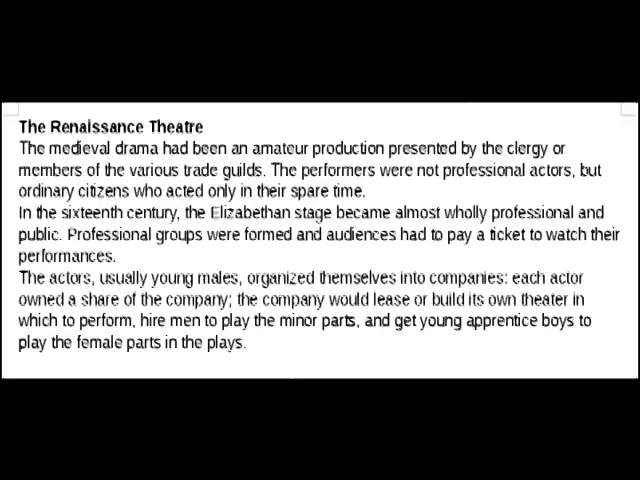 The Renaissance Theatre
The medieval drama had been an amateur production presented by the clergy or
members of the various trade guilds. The performers were not professional actors, but
ordinary citizens who acted only in their spare time.
In the sixteenth century, the Elizabethan stage became almost wholly professional and
public. Professional groups were formed and audiences had to pay a ticket to watch their
performances.
The actors, usually young males, organized themselves into companies: each actor
owned a share of the company; the company would lease or build its own theater in
which to perform, hire men to play the minor parts, and get young apprentice boys to
play the female parts in the plays.